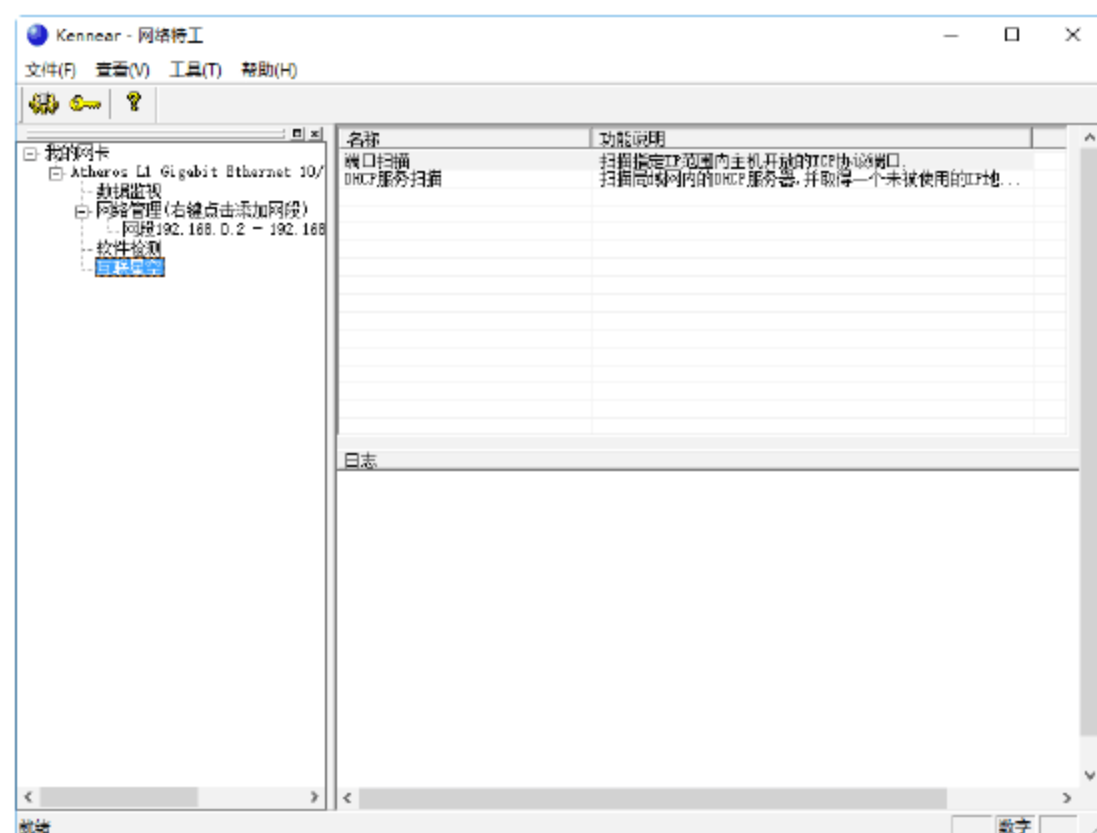 Kennear - 网络特工
文件(F) 查看(V) 工具(T) 帮助(H)
我的网卡
Atheros L1 Gigabit Ethernet 10/
数据监视
网络管理(右键点击添加网段)
网段192.168.0.2 - 192.168
软件检测
互联星空
名称 功能说明
端口扫描 扫描指定IP范围内主机开放的TCP协议端口.
DHCP服务扫描 扫描局域网内的DHCP服务器,并取得一个未被使用的IP地...
日志
就绪 数字